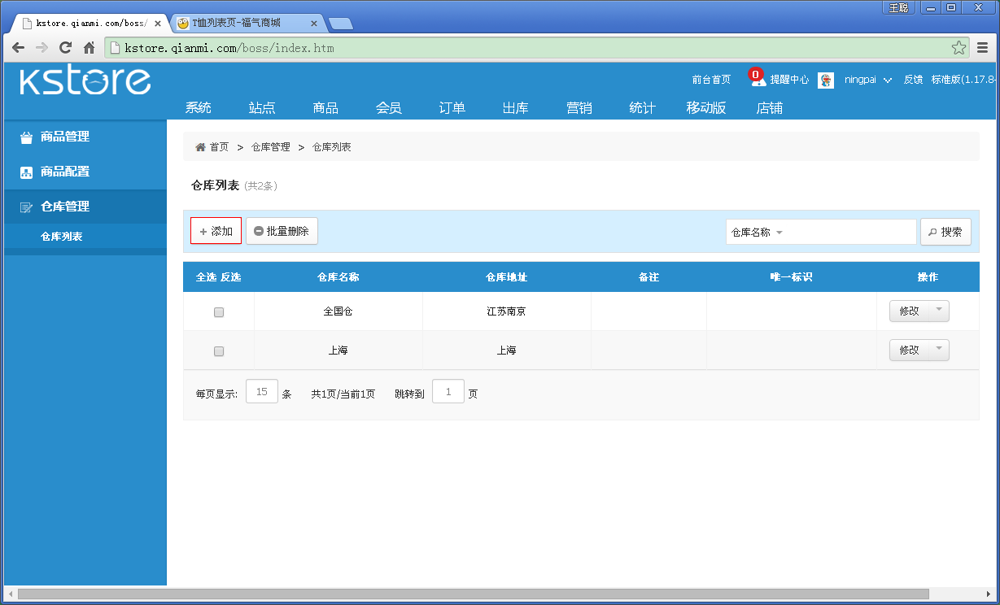 王聪
kstore.qianmi.com/boss/
T恤列表页-福气商城
kstore.qianmi.com/boss/index.htm
kstore
前台首页 0 提醒中心 ningpai 反馈 标准版(1.17.8-
系统 站点 商品 会员 订单 出库 营销 统计 移动版 店铺
商品管理
商品配置
仓库管理
仓库列表
首页 > 仓库管理 > 仓库列表
仓库列表 (共2条)
+ 添加 批量删除 仓库名称 搜索
全选 反选 仓库名称 仓库地址 备注 唯一标识 操作
全国仓 江苏南京 修改
上海 上海 修改
每页显示: 15 条 共1页/当前1页 跳转到 1 页